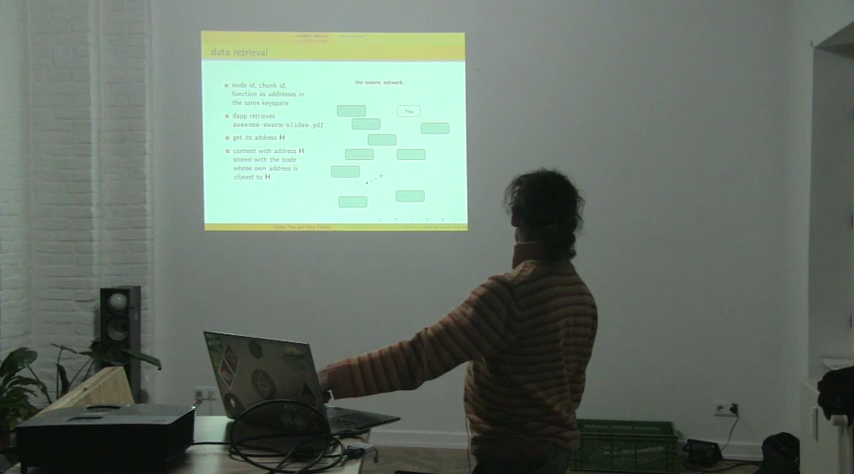 data retrieval
node id, chunk id,
function as addresses in
the same keyspace
dapp retrieves
awesome-swarm-slides.pdf
get its address H
content with address H
stored with the node
whose own address is
closest to H
the swarm network
You
H